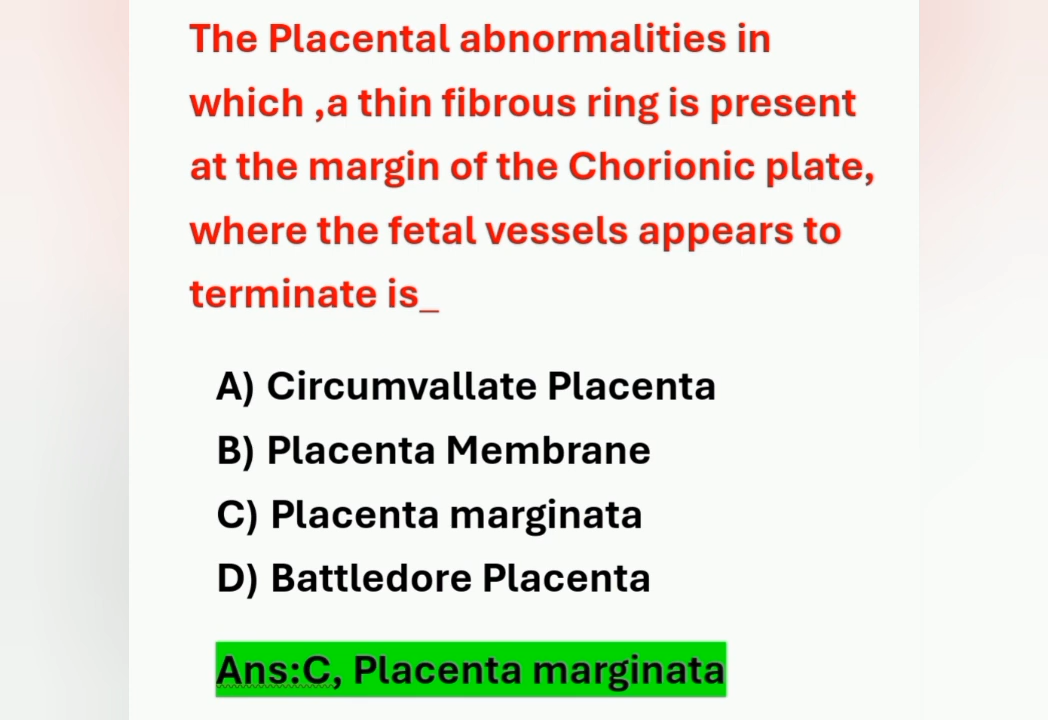 The Placental abnormalities in
which ,a thin fibrous ring is present
at the margin of the Chorionic plate,
where the fetal vessels appears to
terminate is_
A) Circumvallate Placenta
B) Placenta Membrane
C) Placenta marginata
D) Battledore Placenta
Ans:C, Placenta marginata